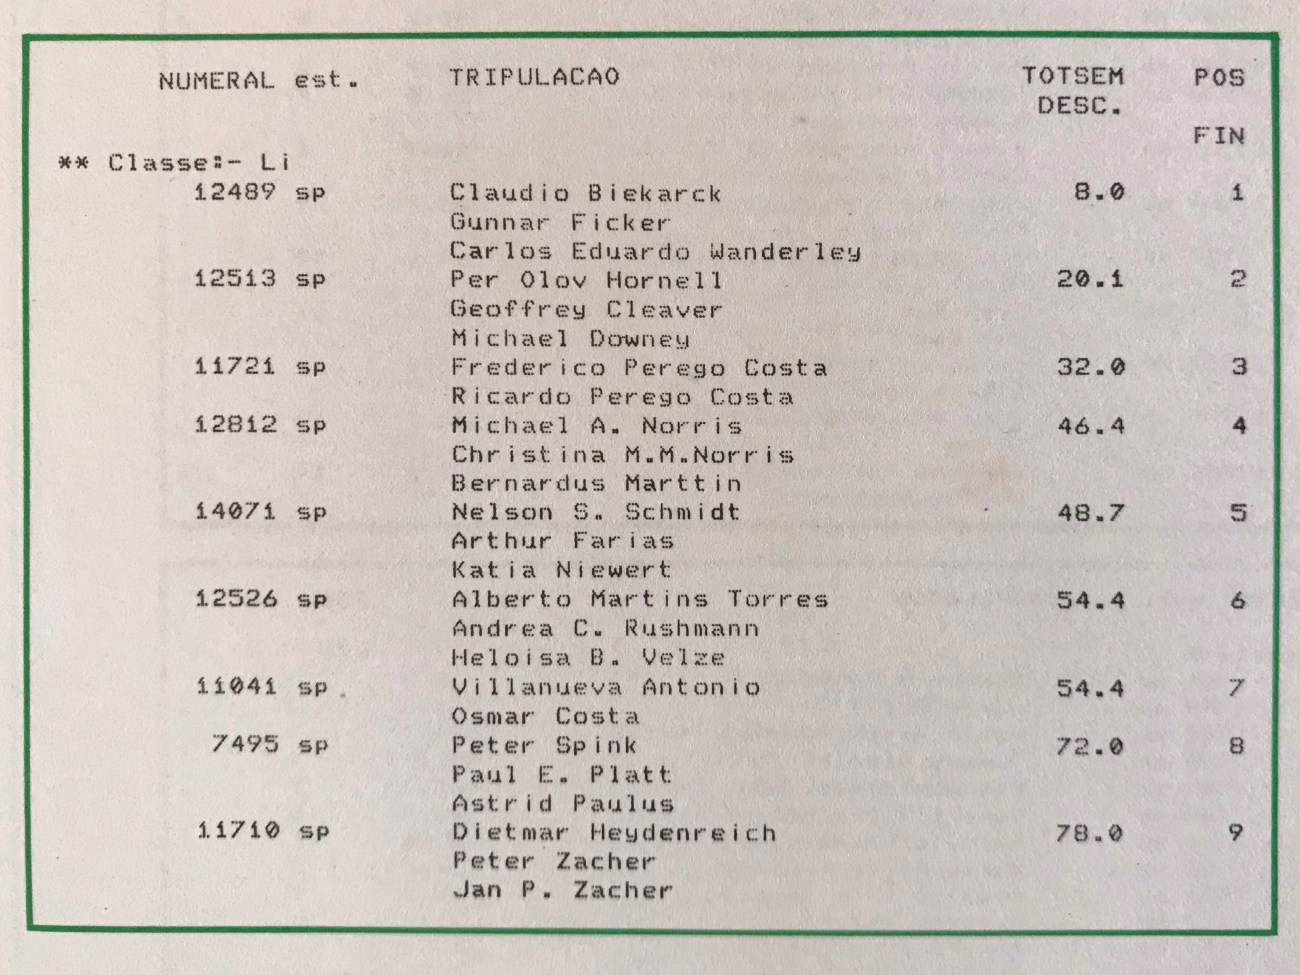 NUMERAL est. TRIPULACAO TOTSEM POS
DESC.
FIN
** Classe:- Li
12489 sp Claudio Biekarck 8.0 1
Gunnar Ficker
Carlos Eduardo Wanderley
12513 sp Per Olov Hornell 20.1 2
Geoffrey Cleaver
Michael Downey
11721 sp Frederico Perego Costa 32.0 3
Ricardo Perego Costa
12812 sp Michael A. Norris 46.4 4
Christina M.M.Norris
Bernardus Marttin
14071 sp Nelson S. Schmidt 48.7 5
Arthur Farias
Katia Niewert
12526 sp Alberto Martins Torres 54.4 6
Andrea C. Rushmann
Heloisa B. Velze
11041 sp Villanueva Antonio 54.4 7
Osmar Costa
7495 sp Peter Spink 72.0 8
Paul E. Platt
Astrid Paulus
11710 sp Dietmar Heydenreich 78.0 9
Peter Zacher
Jan P. Zacher